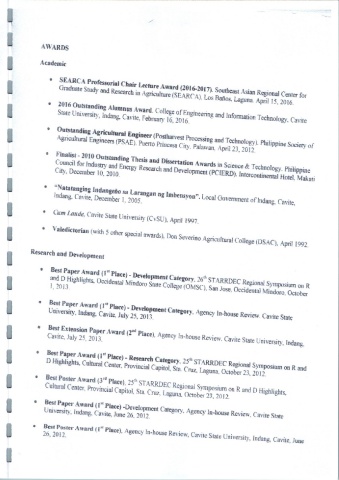 AWARDS
Academic
• SEARCA Professorial Chair Lecture Award (2016-2017). Southeast Asian Regional Center for
Graduate Study and Research in Agriculture (SEARCA), Los Baños, Laguna. April 15, 2016.
• 2016 Outstanding Alumnus Award. College of Engineering and Information Technology, Cavite
State University, Indang, Cavite, February 16, 2016.
• Outstanding Agricultural Engineer (Postharvest Processing and Technology). Philippine Society of
Agricultural Engineers (PSAE). Puerto Princesa City, Palawan. April 23, 2012.
• Finalist - 2010 Outstanding Thesis and Dissertation Awards in Science & Technology. Philippine
Council for Industry and Energy Research and Development (PCIERD). Intercontinental Hotel, Makati
City, December 10, 2010.
• "Natatanging Indangeño sa Larangan ng Imbensyon". Local Government of Indang, Cavite,
Indang, Cavite, December 1, 2005.
• Cum Laude, Cavite State University (CvSU), April 1997.
• Valedictorian (with 5 other special awards), Don Severino Agricultural College (DSAC), April 1992
Research and Development
• Best Paper Award (1st Place) - Development Category, 26th STARRDEC Regional Symposium on R
and D Highlights, Occidental Mindoro State College (OMSC), San Jose, Occidental Mindoro, October
1, 2013.
• Best Paper Award (1st Place) - Development Category, Agency In-house Review. Cavite State
University, Indang, Cavite. July 25, 2013.
• Best Extension Paper Award (2nd Place), Agency In-house Review. Cavite State University, Indang,
Cavite, July 25, 2013.
• Best Paper Award (1st Place) - Research Category, 25th STARRDEC Regional Symposium on R and
D Highlights, Cultural Center, Provincial Capitol, Sta. Cruz, Laguna, October 23, 2012.
• Best Poster Award (3rd Place), 25th STARRDEC Regional Symposium on R and D Highlights,
Cultural Center, Provincial Capitol, Sta. Cruz, Laguna, October 23, 2012.
• Best Paper Award (1st Place) -Development Category, Agency In-house Review, Cavite State
University, Indang, Cavite, June 26, 2012.
• Best Poster Award (1st Place), Agency In-house Review, Cavite State University, Indang, Cavite, June
26, 2012.